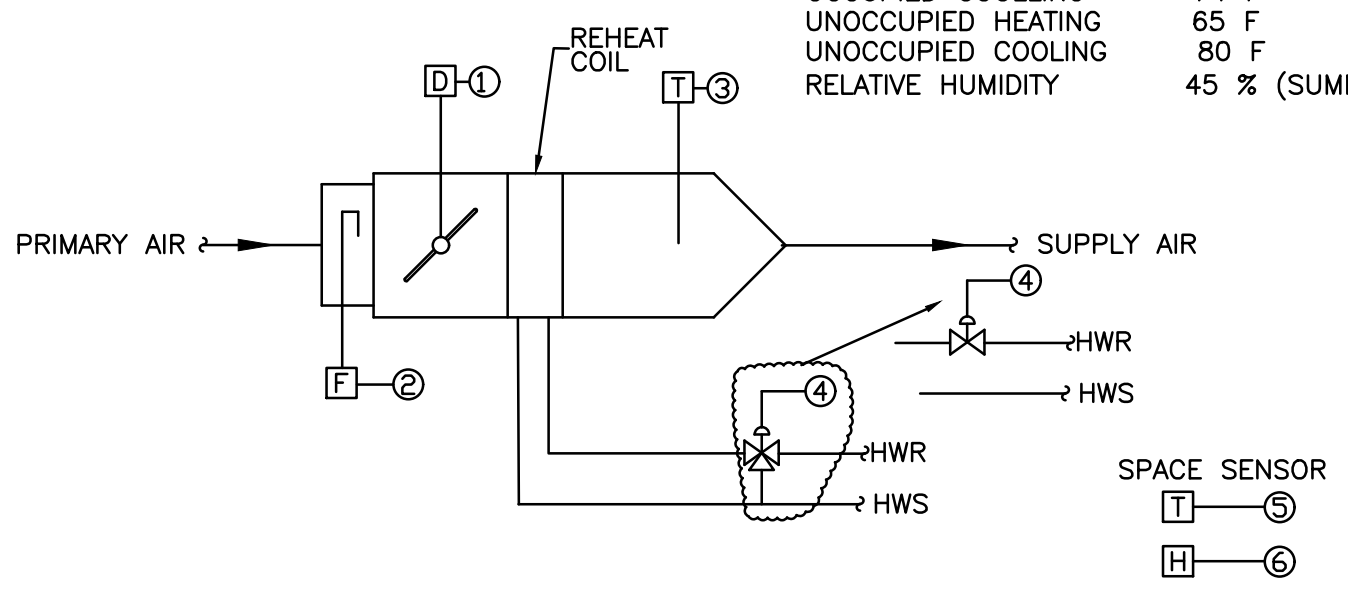 UNOCCUPIED HEATING 65 F
UNOCCUPIED COOLING 80 F
RELATIVE HUMIDITY 45 %
REHEAT
COIL
D 1
T 3
PRIMARY AIR
SUPPLY AIR
4
HWR
F 2
4
HWS
HWR
HWS
SPACE SENSOR
T 5
H 6